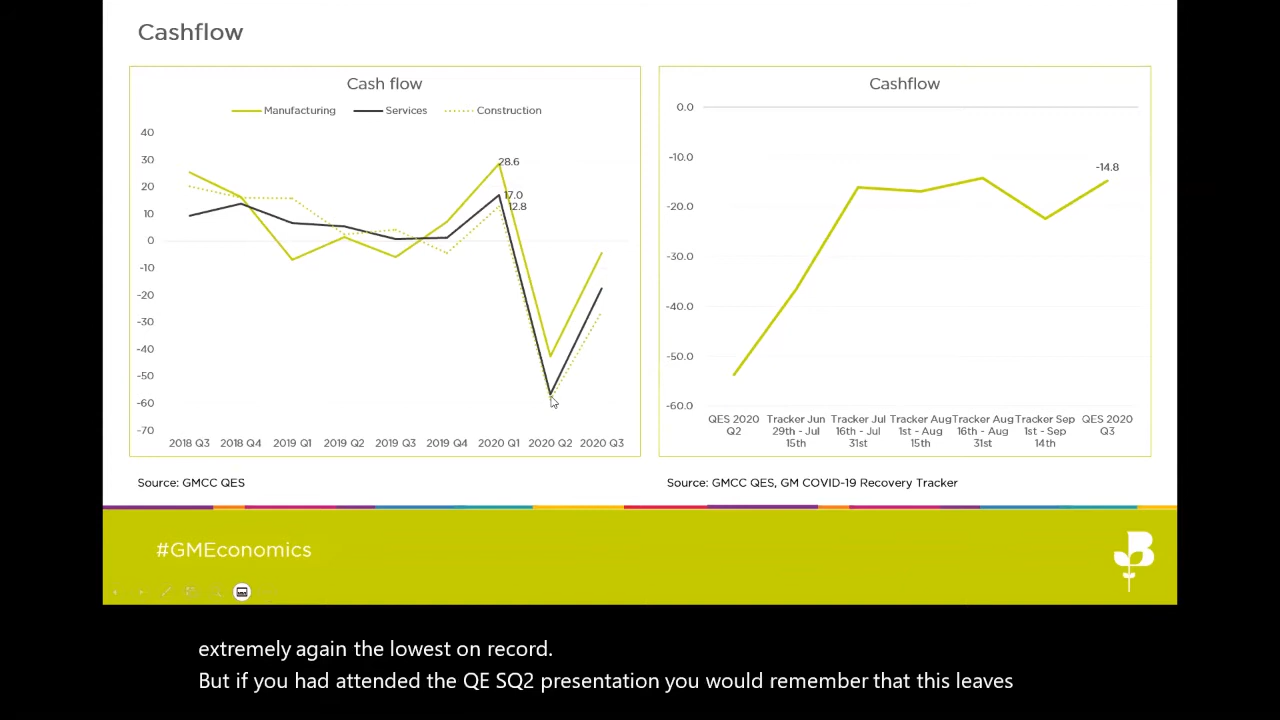 Cashflow
Cash flow
Manufacturing Services Construction
40
30
20
10
0
-10
-20
-30
-40
-50
-60
-70
28.6
17.0
12.8
2018 Q3 2018 Q4 2019 Q1 2019 Q2 2019 Q3 2019 Q4 2020 Q1 2020 Q2 2020 Q3
Source: GMCC QES
Cashflow
0.0
-10.0
-20.0
-30.0
-40.0
-50.0
-60.0
-14.8
QES 2020 Tracker Jun Tracker Jul Tracker Aug Tracker Aug Tracker Sep QES 2020
Q2 29th - Jul 16th - Jul 1st - Aug 16th - Aug 1st - Sep Q3
15th 31st 15th 31st 14th
Source: GMCC QES, GM COVID-19 Recovery Tracker
#GMEconomics
extremely again the lowest on record.
But if you had attended the QE SQ2 presentation you would remember that this leaves